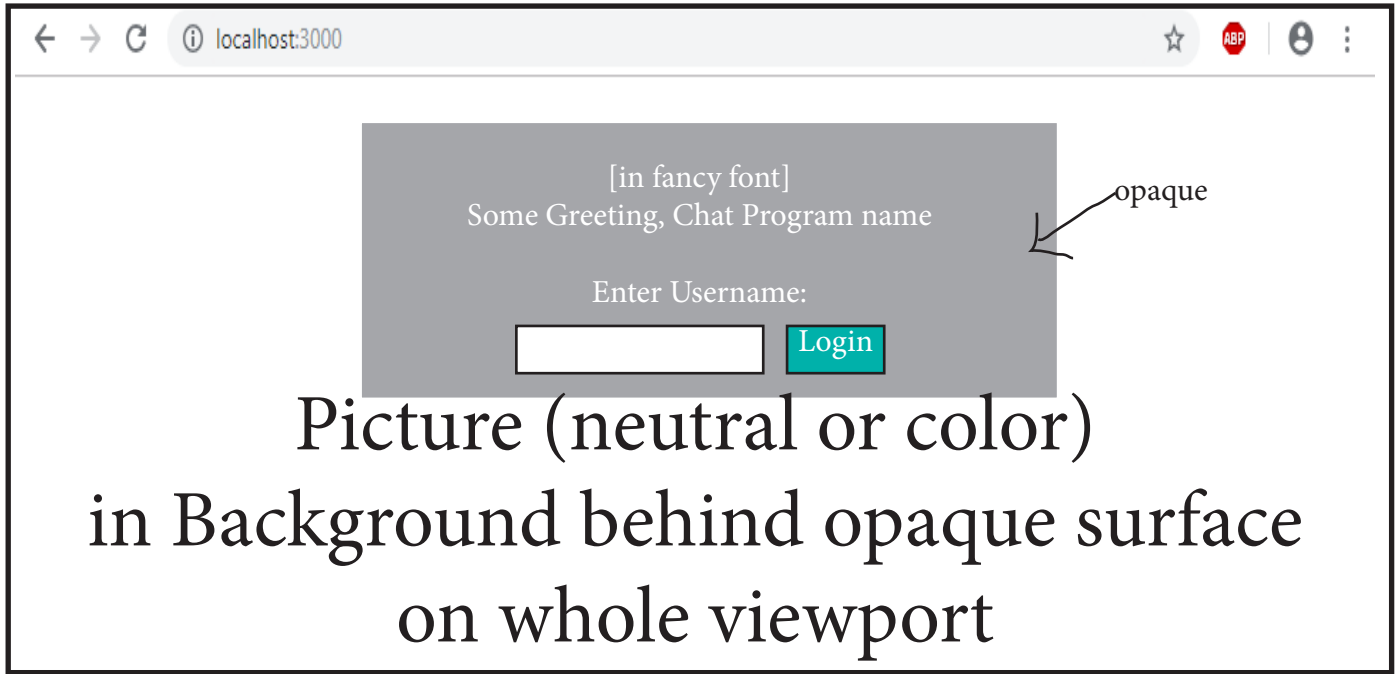 localhost:3000
ABP
[in fancy font]
Some Greeting, Chat Program name
opaque
Enter Username:
Login
Picture (neutral or color)
in Background behind opaque surface
on whole viewport